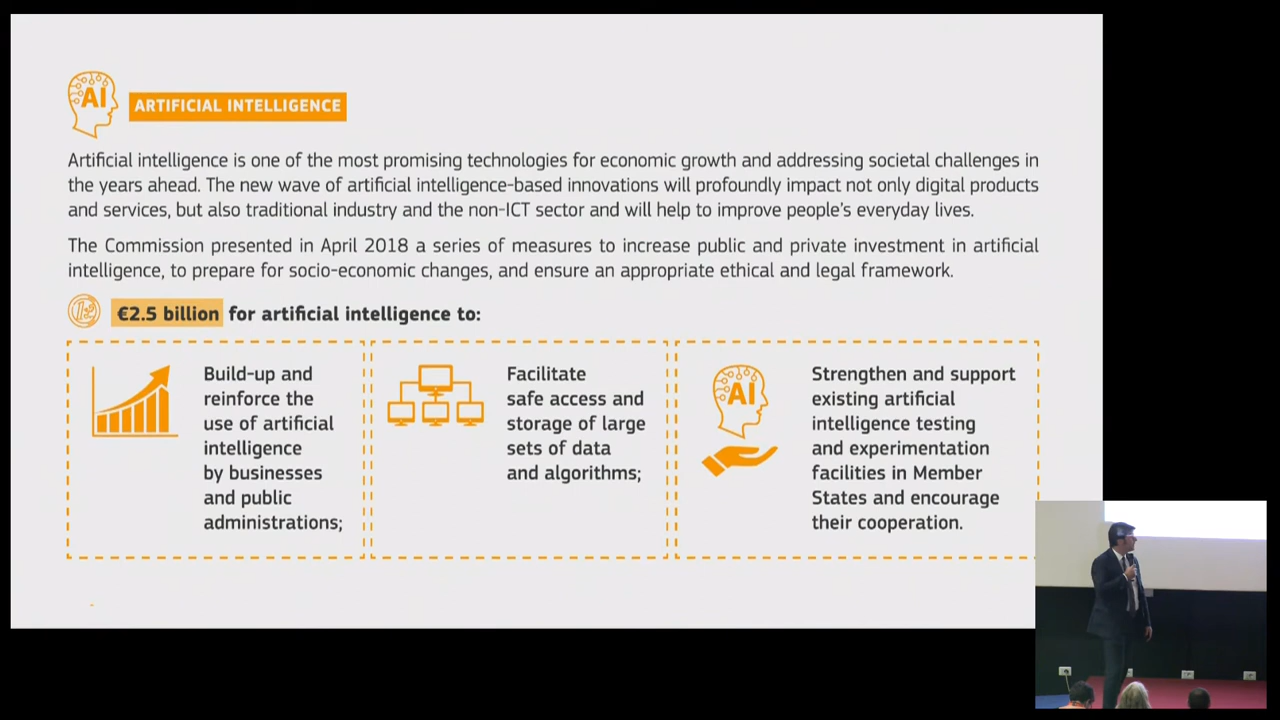 AI
ARTIFICIAL INTELLIGENCE
Artificial intelligence is one of the most promising technologies for economic growth and addressing societal challenges in
the years ahead. The new wave of artificial intelligence-based innovations will profoundly impact not only digital products
and services, but also traditional industry and the non-ICT sector and will help to improve people's everyday lives.
The Commission presented in April 2018 a series of measures to increase public and private investment in artificial
intelligence, to prepare for socio-economic changes, and ensure an appropriate ethical and legal framework.
€2.5 billion for artificial intelligence to:
Build-up and
reinforce the
use of artificial
intelligence
by businesses
and public
administrations;
Facilitate
safe access and
storage of large
sets of data
and algorithms;
AI
Strengthen and support
existing artificial
intelligence testing
and experimentation
facilities in Member
States and encourage
their cooperation.